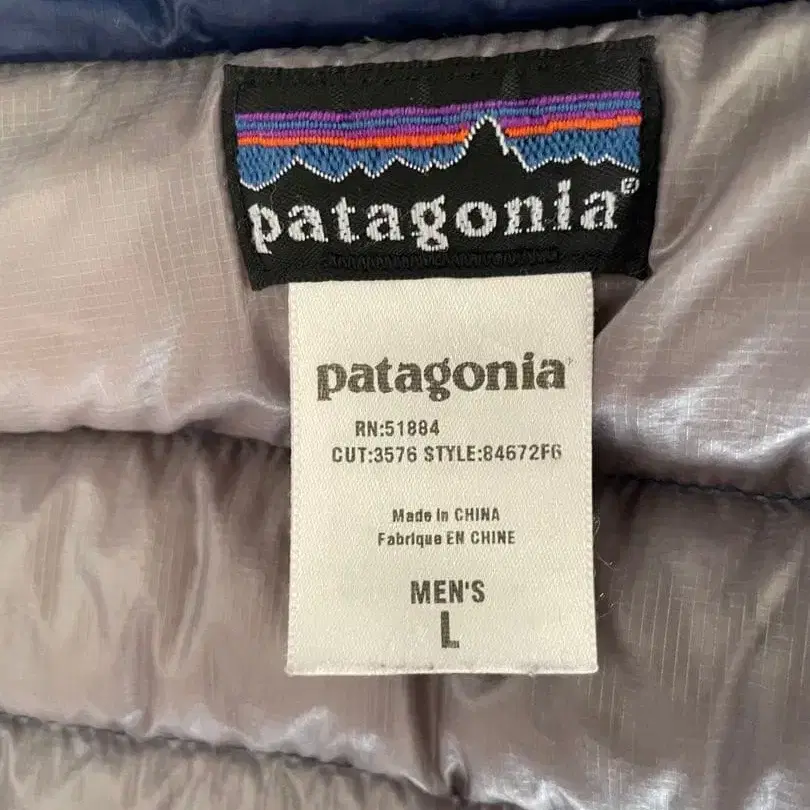 patagonia®
patagonia
RN:51884
CUT:3576 STYLE:84672F6
Made in CHINA
Fabrique EN CHINE
MEN'S
L